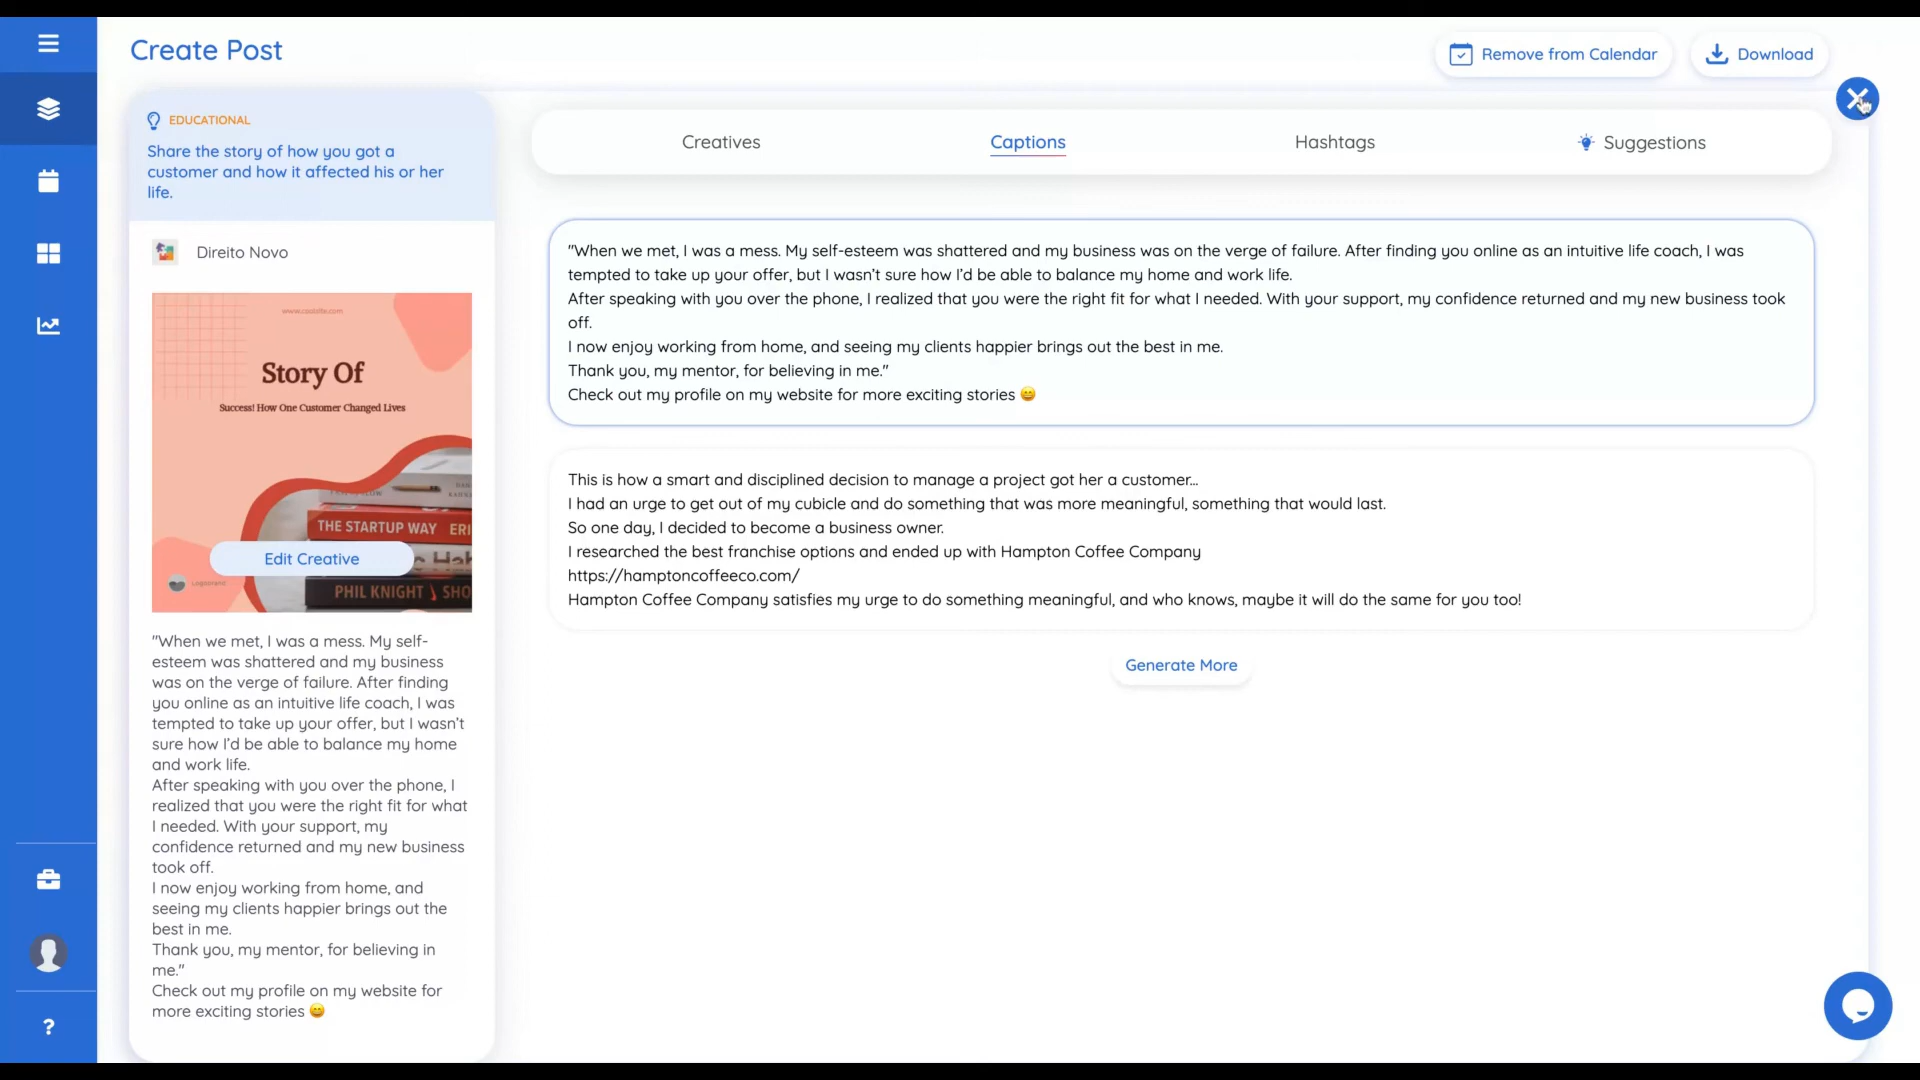 Create Post
Remove from Calendar
Download
EDUCATIONAL
Share the story of how you got a
customer and how it affected his or her
life.
Creatives
Captions
Hashtags
Suggestions
Direito Novo
Story Of
Success! How One Customer Changed Lives
THE STARTUP WAY ERI
Edit Creative
PHIL KNIGHT SHO
"When we met, I was a mess. My self-
esteem was shattered and my business
was on the verge of failure. After finding
you online as an intuitive life coach, I was
tempted to take up your offer, but I wasn't
sure how I'd be able to balance my home
and work life.
After speaking with you over the phone, I
realized that you were the right fit for what
I needed. With your support, my
confidence returned and my new business
took off.
I now enjoy working from home, and
seeing my clients happier brings out the
best in me.
Thank you, my mentor, for believing in
me."
Check out my profile on my website for
more exciting stories 😄
"When we met, I was a mess. My self-esteem was shattered and my business was on the verge of failure. After finding you online as an intuitive life coach, I was
tempted to take up your offer, but I wasn't sure how I'd be able to balance my home and work life.
After speaking with you over the phone, I realized that you were the right fit for what I needed. With your support, my confidence returned and my new business took
off.
I now enjoy working from home, and seeing my clients happier brings out the best in me.
Thank you, my mentor, for believing in me."
Check out my profile on my website for more exciting stories 😄
This is how a smart and disciplined decision to manage a project got her a customer...
I had an urge to get out of my cubicle and do something that was more meaningful, something that would last.
So one day, I decided to become a business owner.
I researched the best franchise options and ended up with Hampton Coffee Company
https://hamptoncoffeeco.com/
Hampton Coffee Company satisfies my urge to do something meaningful, and who knows, maybe it will do the same for you too!
Generate More
?